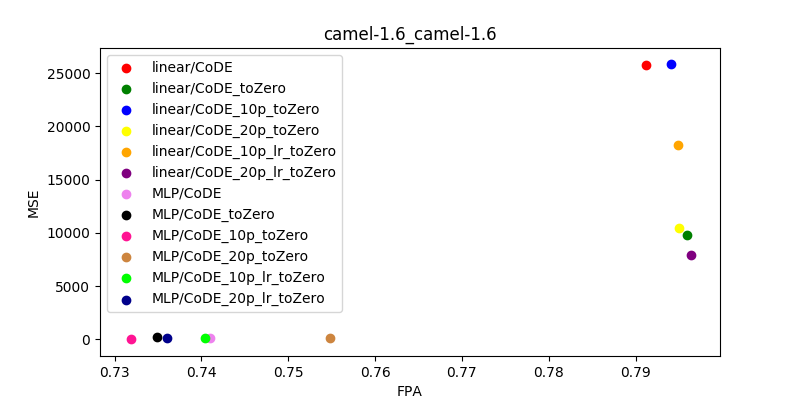 camel-1.6_camel-1.6
MSE
25000
20000
15000
10000
5000
0
linear/CoDE
linear/CoDE_toZero
linear/CoDE_10p_toZero
linear/CoDE_20p_toZero
linear/CoDE_10p_lr_toZero
linear/CoDE_20p_lr_toZero
MLP/CoDE
MLP/CoDE_toZero
MLP/CoDE_10p_toZero
MLP/CoDE_20p_toZero
MLP/CoDE_10p_lr_toZero
MLP/CoDE_20p_lr_toZero
0.73 0.74 0.75 0.76 0.77 0.78 0.79
FPA